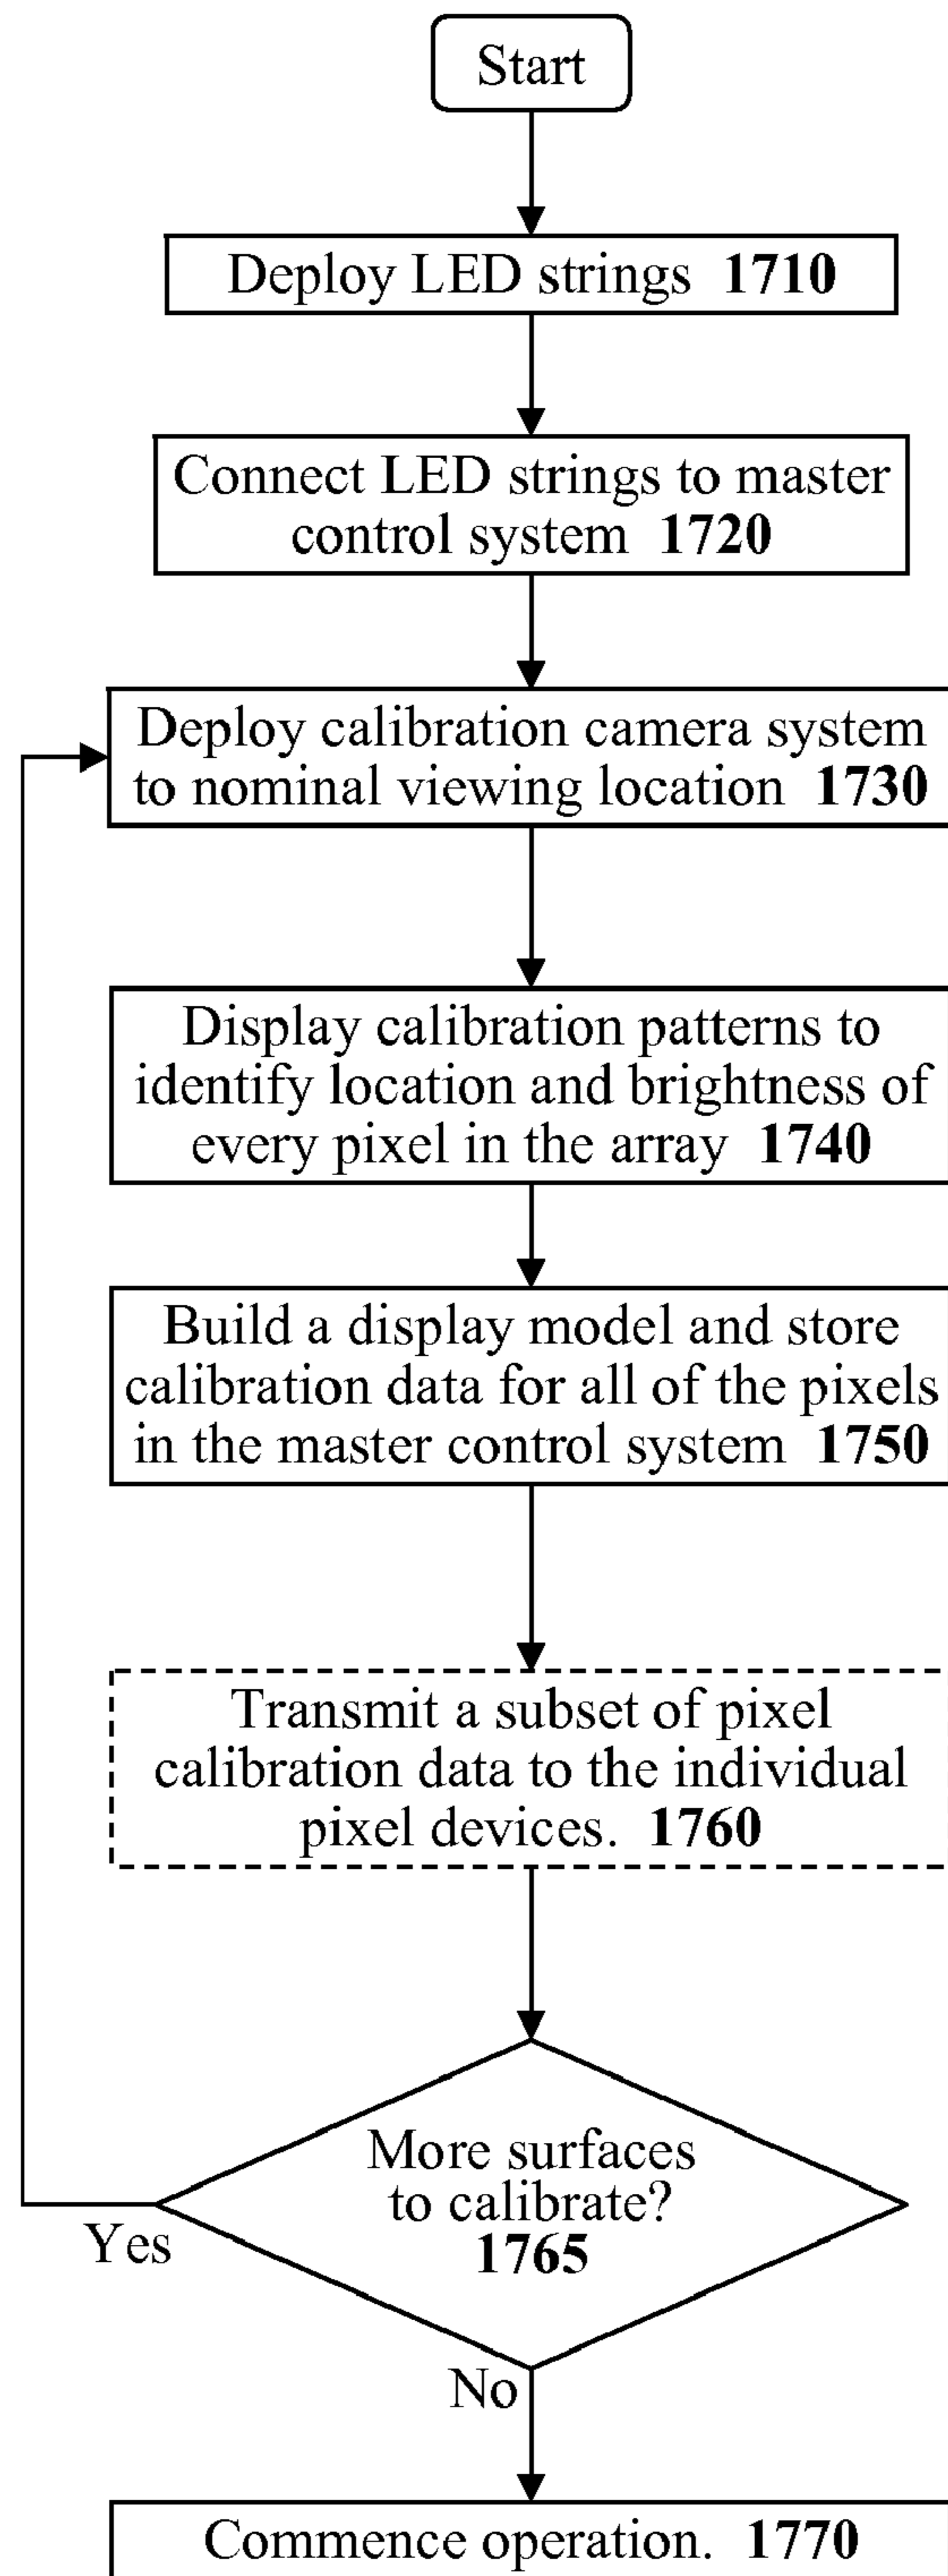 Start
Deploy LED strings 1710
Connect LED strings to master
control system 1720
Deploy calibration camera system
to nominal viewing location 1730
Display calibration patterns to
identify location and brightness of
every pixel in the array 1740
Build a display model and store
calibration data for all of the pixels
in the master control system 1750
Transmit a subset of pixel
calibration data to the individual
pixel devices. 1760
More surfaces
to calibrate?
1765
Yes
No
Commence operation. 1770